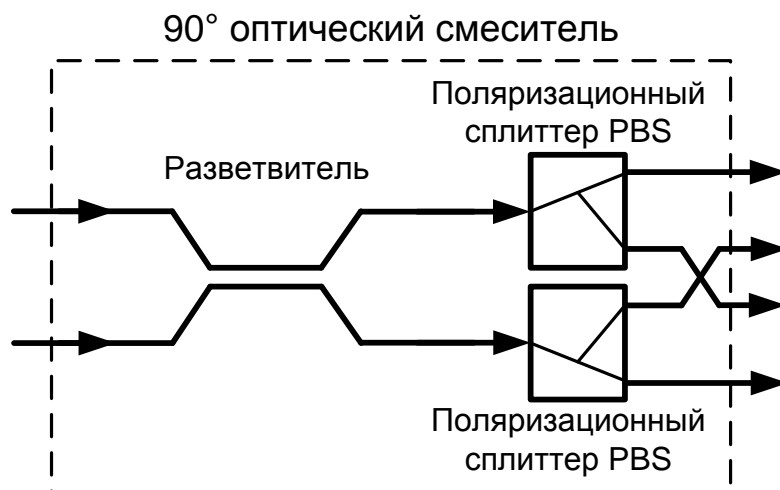 90° оптический смеситель
Поляризационный
сплиттер PBS
Разветвитель
Поляризационный
сплиттер PBS